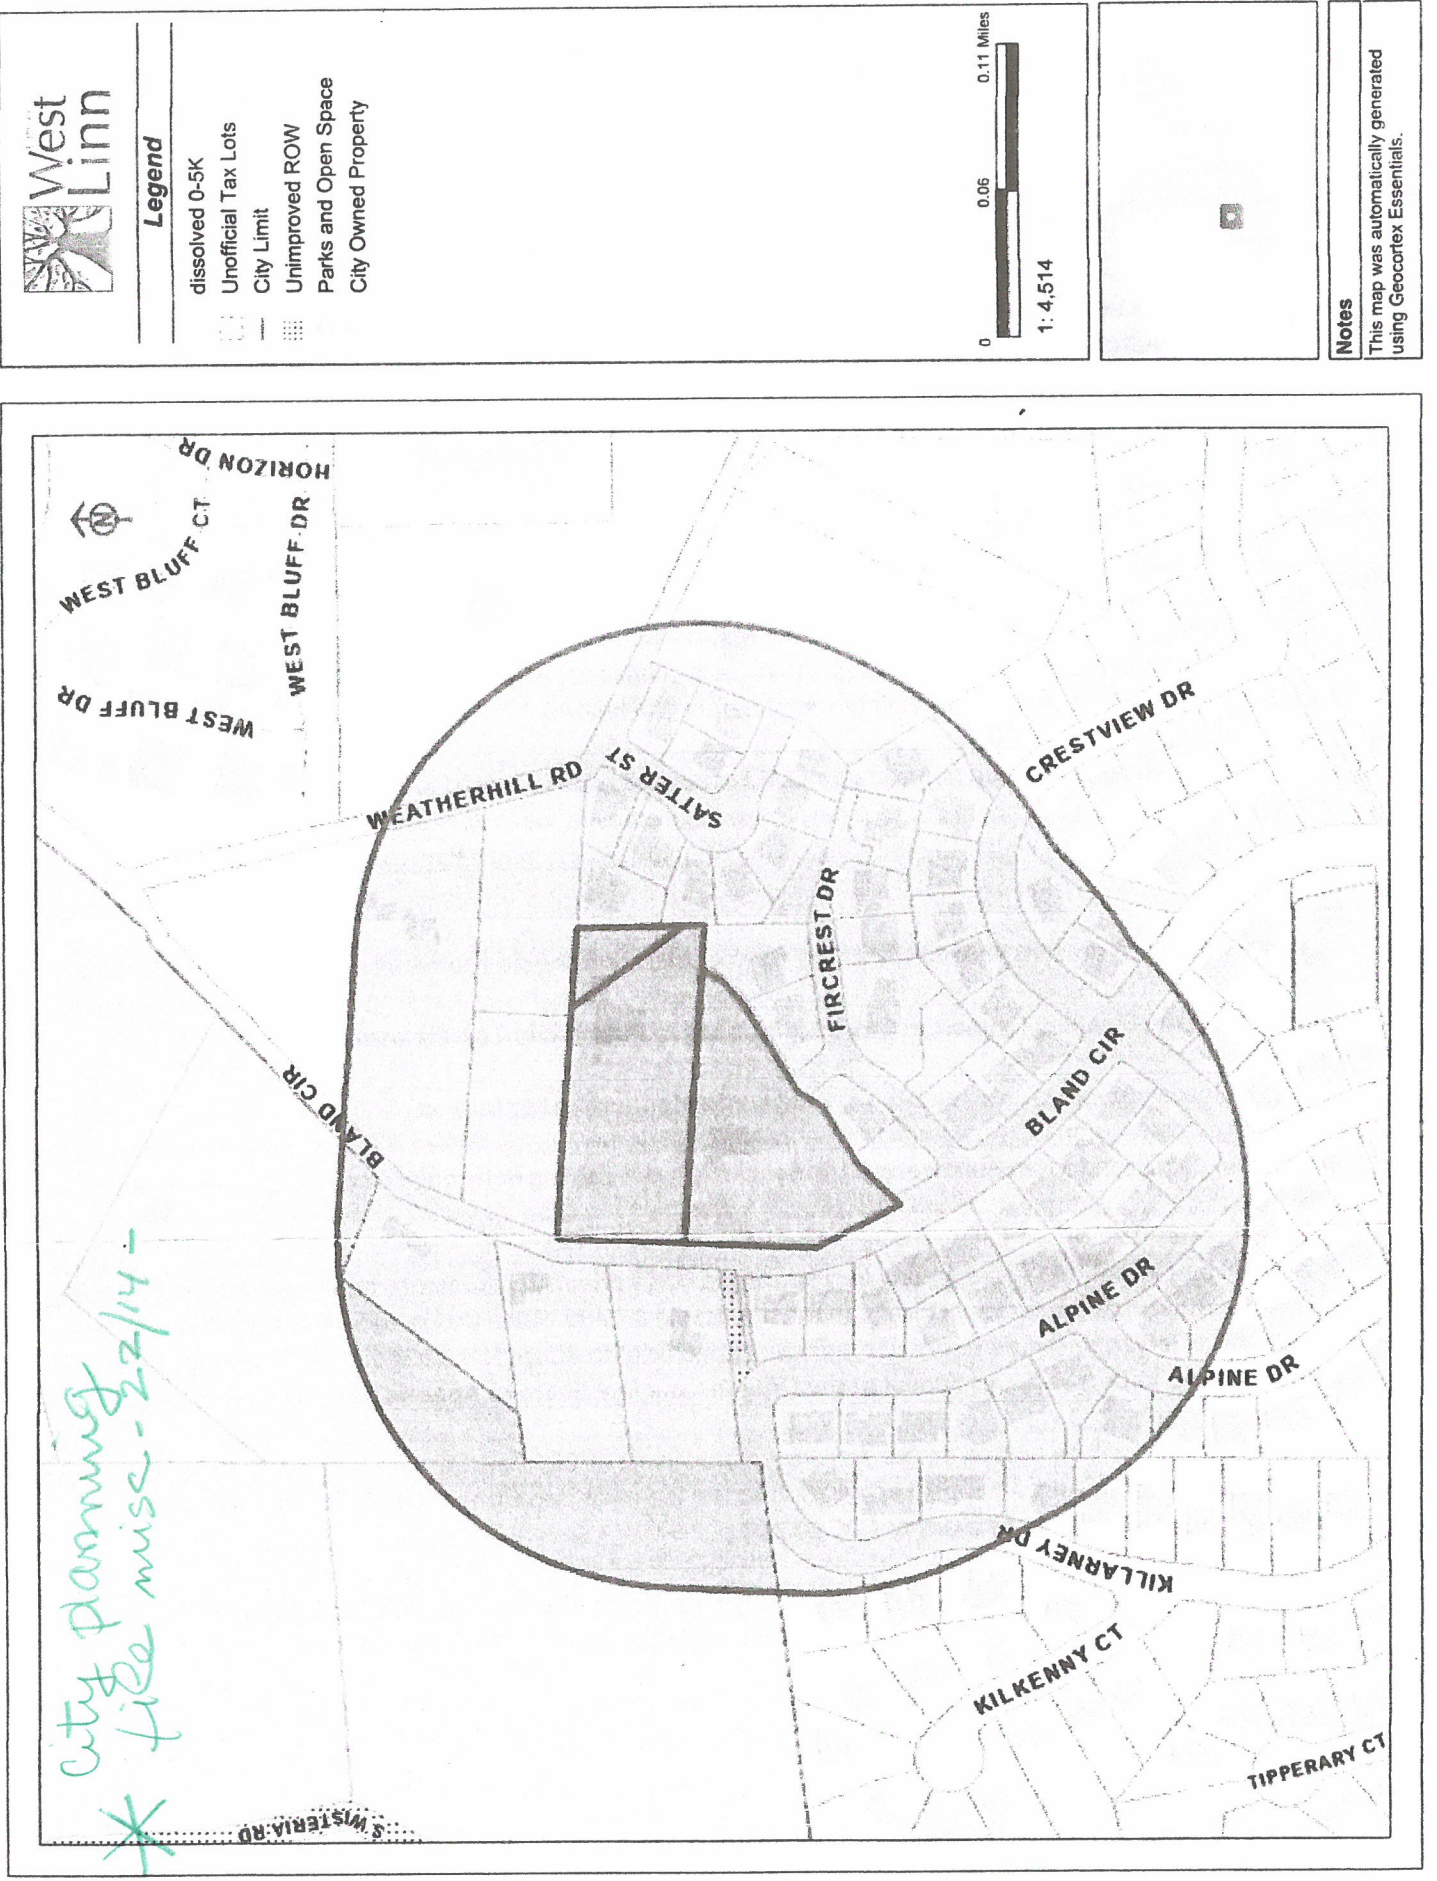 * City planning
file misc-22/14-
West
Linn
Legend
dissolved 0-5K
Unofficial Tax Lots
City Limit
Unimproved ROW
Parks and Open Space
City Owned Property
0
0.06
0.11 Miles
1: 4,514
Notes
This map was automatically generated
using Geocortex Essentials.
N
HORIZON DR
WEST BLUFF CT
WEST BLUFF DR
WEST BLUFF DR
WEATHERHILL RD
SATTER ST
CRESTVIEW DR
FIRCREST DR
BLAND CIR
BLAND CIR
ALPINE DR
ALPINE DR
KILLARNEY DR
KILKENNY CT
TIPPERARY CT
S WISTERIA RD